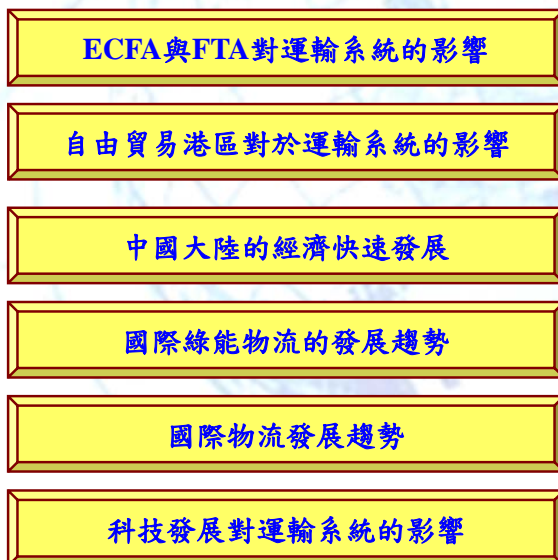 ECFA與FTA對運輸系統的影響
自由貿易港區對於運輸系統的影響
中國大陸的經濟快速發展
國際綠能物流的發展趨勢
國際物流發展趨勢
科技發展對運輸系統的影響